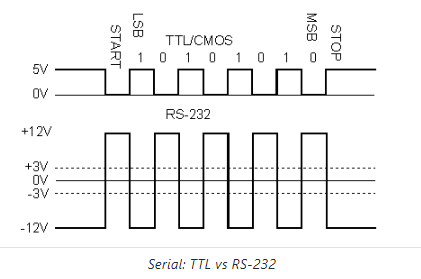 START
LSB
TTL/CMOS
MSB
STOP
1 0 1 0 1 0 1 0
5V
0V
RS-232
+12V
+3V
0V
-3V
-12V
Serial: TTL vs RS-232